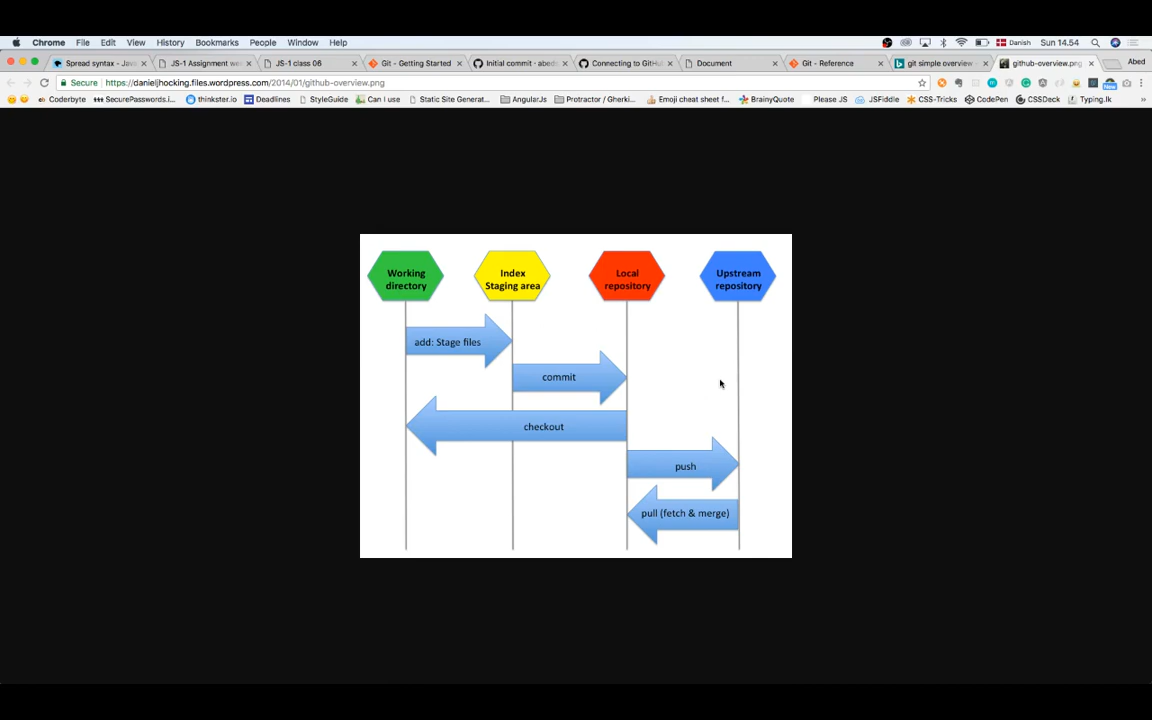 Chrome File Edit View History Bookmarks People Window Help
Danish Sun 14.54
Spread syntax - Java
JS-1 Assignment we
JS-1 class 06
Git - Getting Started
Initial commit · abeds
Connecting to GitHub
Document
Git - Reference
git simple overview -
github-overview.png
Abed
Secure https://danieljhocking.files.wordpress.com/2014/01/github-overview.png
New
Coderbyte SecurePasswords.i... thinkster.io Deadlines StyleGuide Can I use Static Site Generat... AngularJs Protractor / Gherki... Emoji cheat sheet f... BrainyQuote Please JS JSFiddle CSS-Tricks CodePen CSSDeck Typing.lk »
Working
directory
Index
Staging area
Local
repository
Upstream
repository
add: Stage files
commit
checkout
push
pull (fetch & merge)